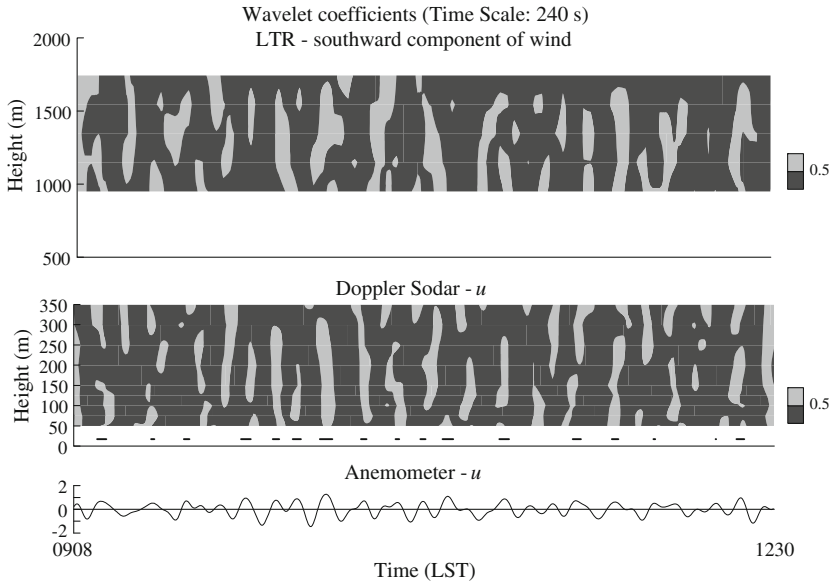 Wavelet coefficients (Time Scale: 240 s)
LTR - southward component of wind
2000
1500
1000
500
Height (m)
0.5
Doppler Sodar - u
350
300
250
200
150
100
50
0
Height (m)
0.5
Anemometer - u
2
0
-2
0908
1230
Time (LST)